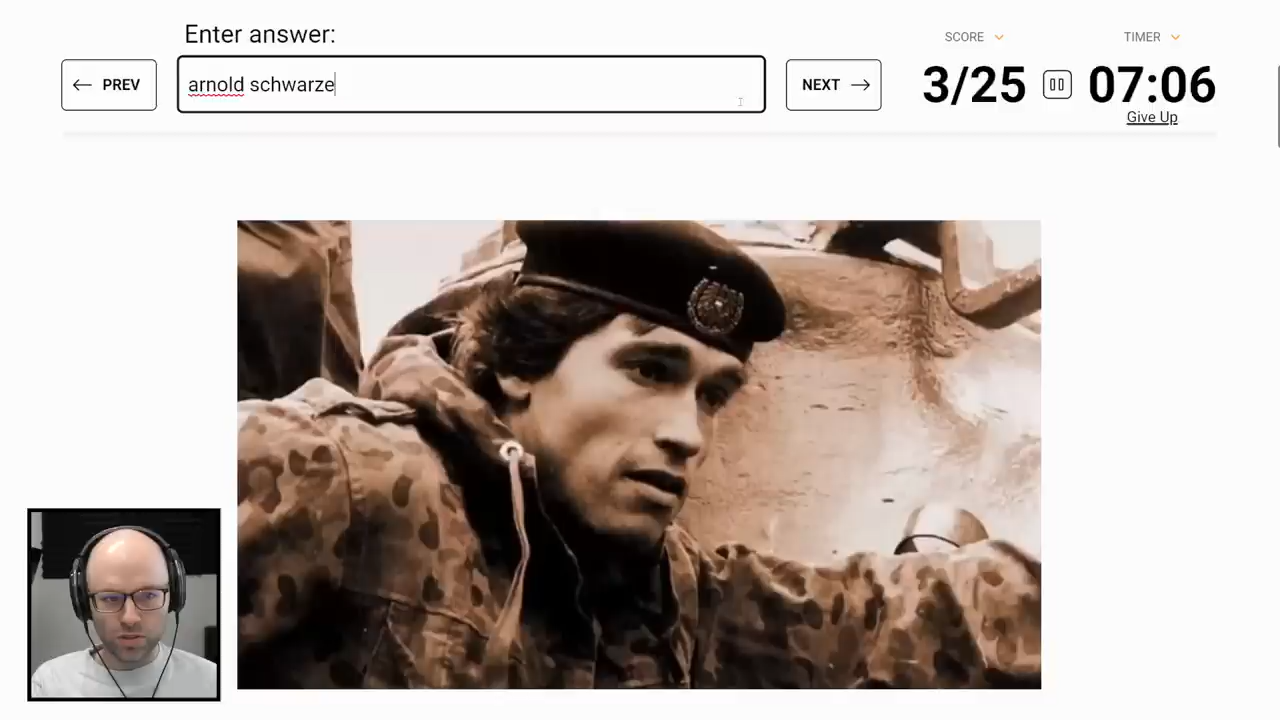 Enter answer:
SCORE
TIMER
PREV
arnold schwarze
NEXT
3/25
07:06
Give Up